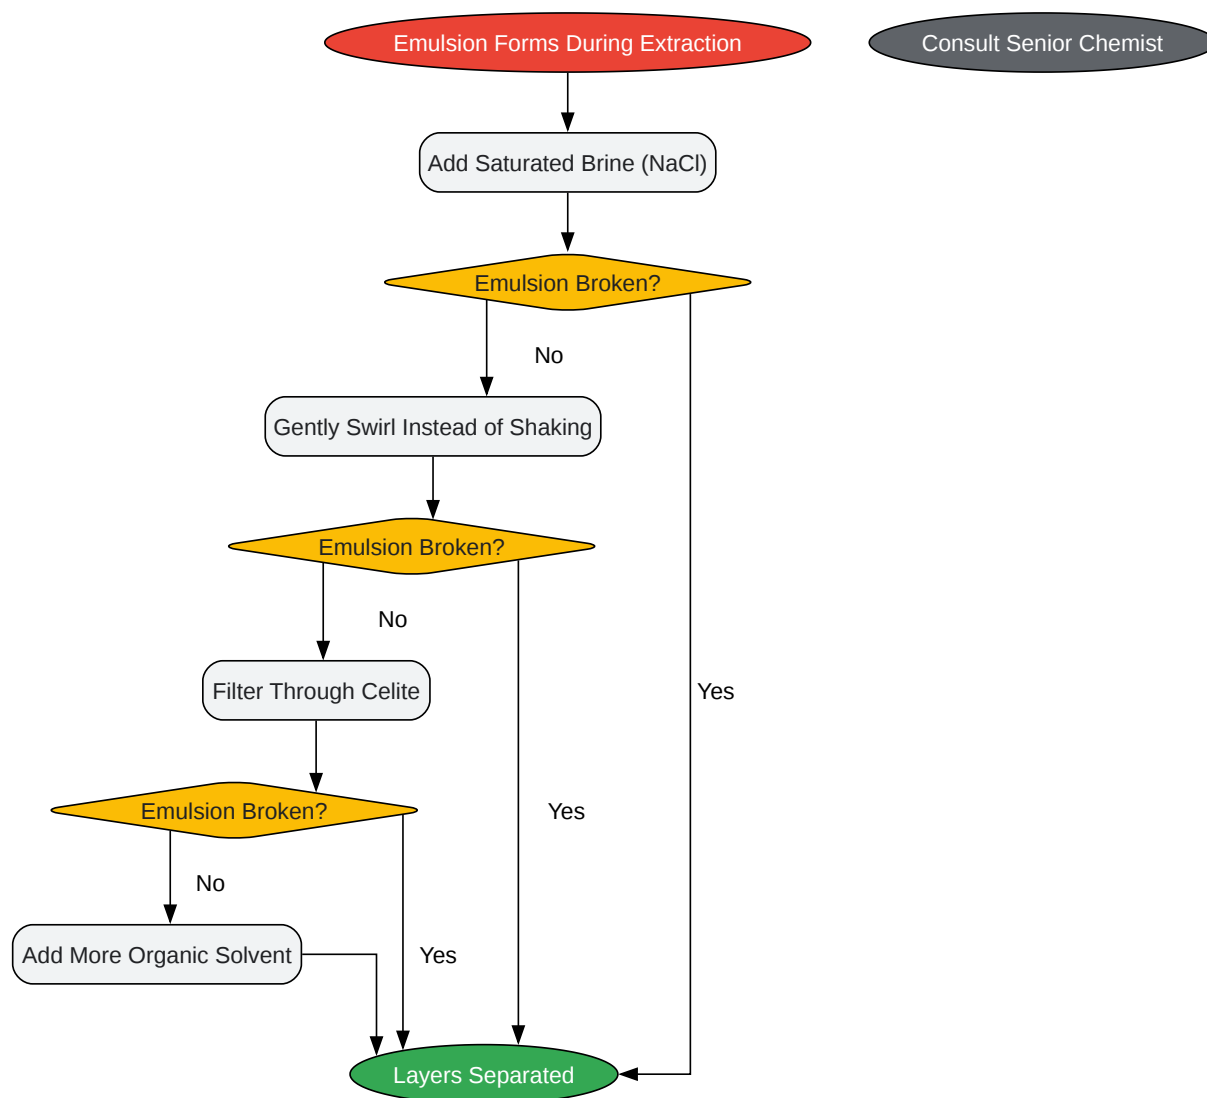 Emulsion Forms During Extraction
Consult Senior Chemist
Add Saturated Brine (NaCl)
Emulsion Broken?
No
Gently Swirl Instead of Shaking
Emulsion Broken?
No
Filter Through Celite
Yes
Emulsion Broken?
Yes
No
Add More Organic Solvent
Yes
Layers Separated